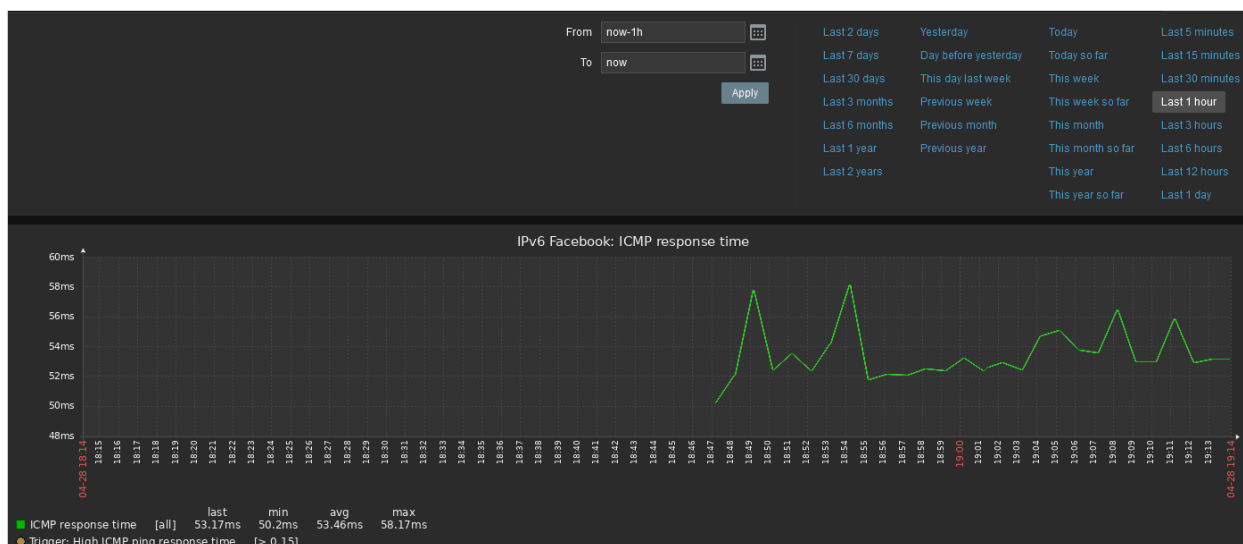 From now-1h
To now
Apply
Last 2 days Yesterday Today Last 5 minutes
Last 7 days Day before yesterday Today so far Last 15 minutes
Last 30 days This day last week This week Last 30 minutes
Last 3 months Previous week This week so far Last 1 hour
Last 6 months Previous month This month Last 3 hours
Last 1 year Previous year This month so far Last 6 hours
Last 2 years This year Last 12 hours
This year so far Last 1 day
IPv6 Facebook: ICMP response time
60ms
58ms
56ms
54ms
52ms
50ms
48ms
04-28 18:14 18:15 18:16 18:17 18:18 18:19 18:20 18:21 18:22 18:23 18:24 18:25 18:26 18:27 18:28 18:29 18:30 18:31 18:32 18:33 18:34 18:35 18:36 18:37 18:38 18:39 18:40 18:41 18:42 18:43 18:44 18:45 18:46 18:47 18:48 18:49 18:50 18:51 18:52 18:53 18:54 18:55 18:56 18:57 18:58 18:59 19:00 19:01 19:02 19:03 19:04 19:05 19:06 19:07 19:08 19:09 19:10 19:11 19:12 19:13 04-28 19:14
last min avg max
ICMP response time [all] 53.17ms 50.2ms 53.46ms 58.17ms
Trigger: High ICMP ping response time [> 0.15]